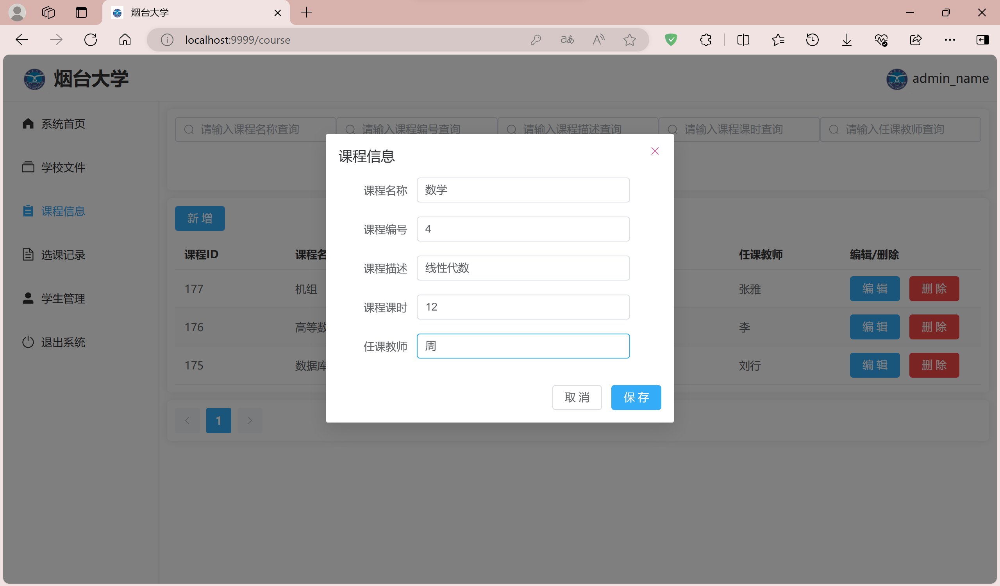 烟台大学
localhost:9999/course
烟台大学
admin_name
系统首页
学校文件
课程信息
选课记录
学生管理
退出系统
请输入课程名称查询 请输入课程编号查询 请输入课程描述查询 请输入课程课时查询 请输入任课教师查询
新增
课程ID 课程名 任课教师 编辑/删除
177 机组 张雅 编辑 删除
176 高等数 李 编辑 删除
175 数据库 刘行 编辑 删除
1
课程信息
课程名称 数学
课程编号 4
课程描述 线性代数
课程课时 12
任课教师 周
取消 保存